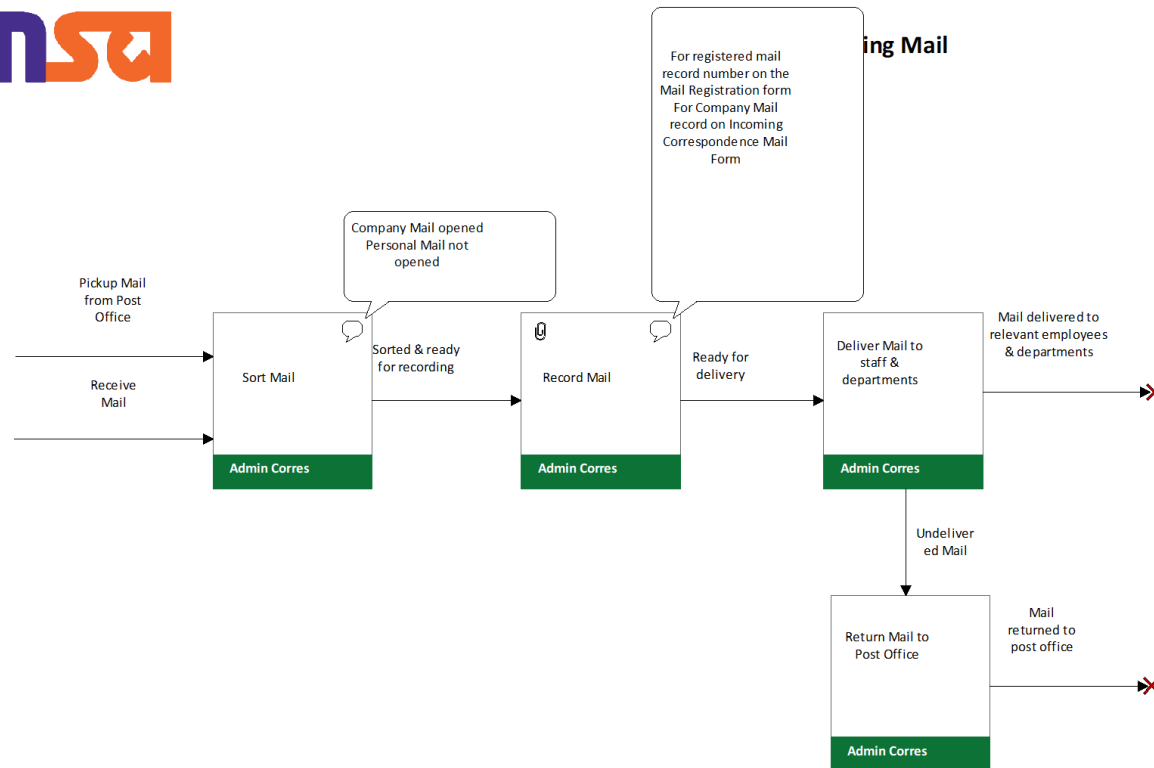 nsa
ing Mail
For registered mail
record number on the
Mail Registration form
For Company Mail
record on Incoming
Correspondence Mail
Form
Company Mail opened
Personal Mail not
opened
Pickup Mail
from Post
Office
Receive
Mail
Sort Mail
Admin Corres
Sorted & ready
for recording
Record Mail
Admin Corres
Ready for
delivery
Deliver Mail to
staff &
departments
Admin Corres
Mail delivered to
relevant employees
& departments
Undeliver
ed Mail
Return Mail to
Post Office
Admin Corres
Mail
returned to
post office